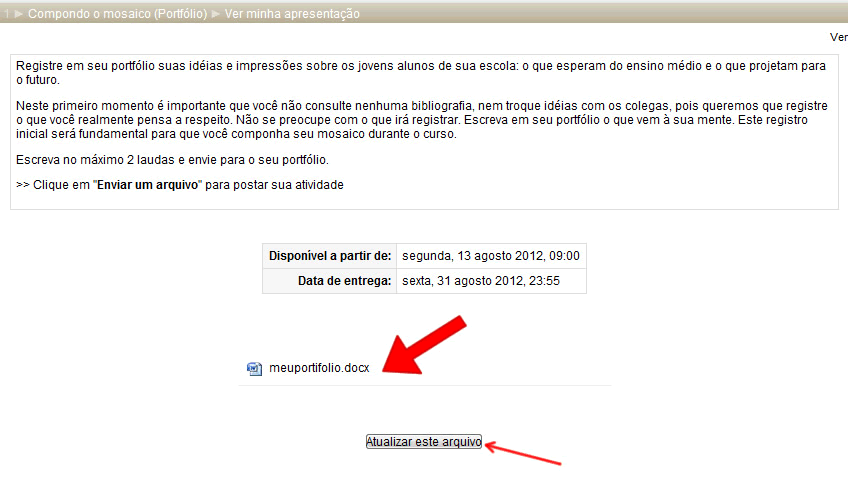 1 ► Compondo o mosaico (Portfólio) ► Ver minha apresentação
Ver
Registre em seu portfólio suas idéias e impressões sobre os jovens alunos de sua escola: o que esperam do ensino médio e o que projetam para
o futuro.
Neste primeiro momento é importante que você não consulte nenhuma bibliografia, nem troque idéias com os colegas, pois queremos que registre
o que você realmente pensa a respeito. Não se preocupe com o que irá registrar. Escreva em seu portfólio o que vem à sua mente. Este registro
inicial será fundamental para que você componha seu mosaico durante o curso.
Escreva no máximo 2 laudas e envie para o seu portfólio.
>> Clique em "Enviar um arquivo" para postar sua atividade
Disponível a partir de: segunda, 13 agosto 2012, 09:00
Data de entrega: sexta, 31 agosto 2012, 23:55
meuportifolio.docx
Atualizar este arquivo